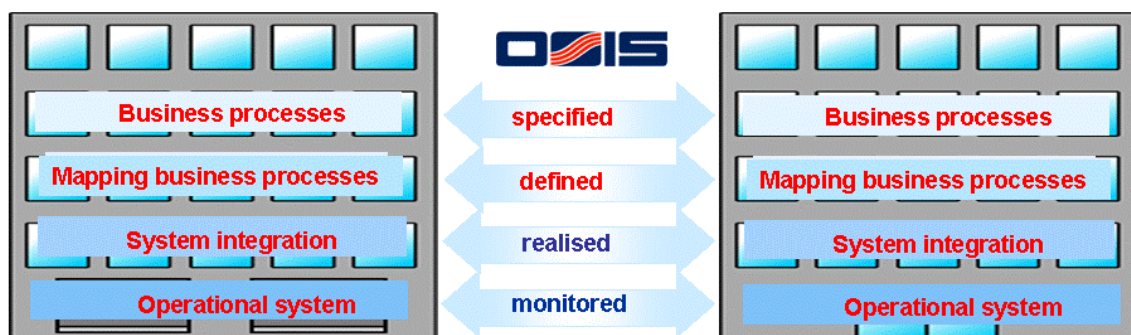 OSIS
Business processes
specified
Business processes
Mapping business processes
defined
Mapping business processes
System integration
realised
System integration
Operational system
monitored
Operational system